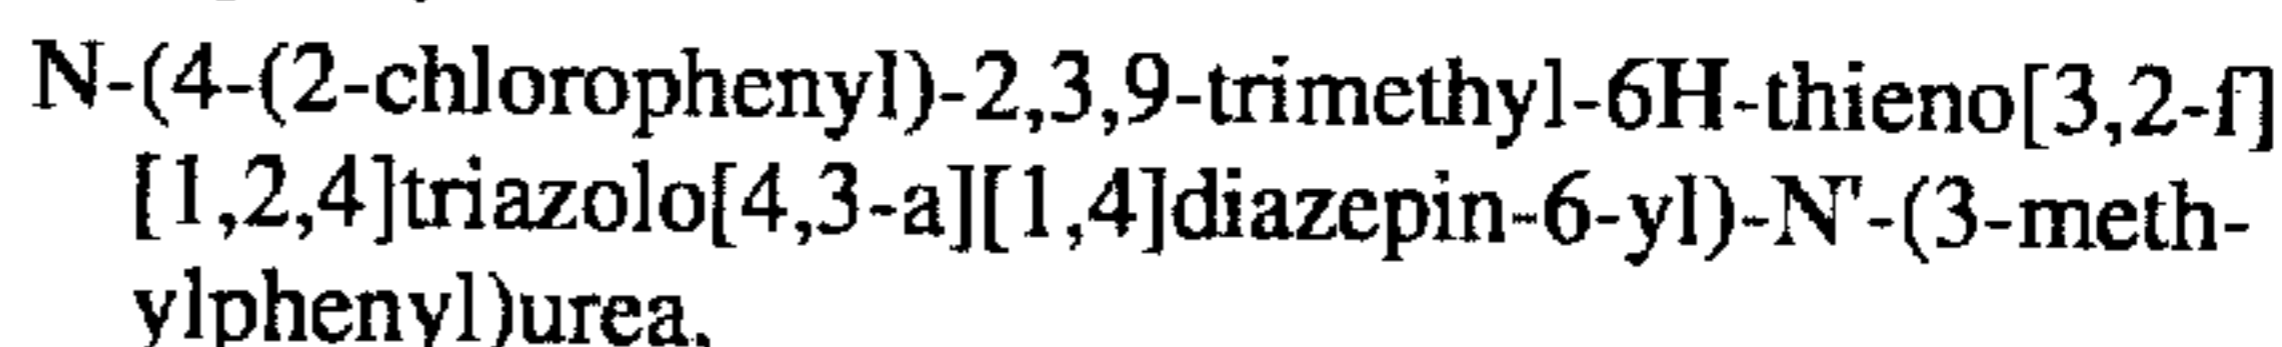 N-(4-(2-chlorophenyl)-2,3,9-trimethyl-6H-thieno[3,2-f]
[1,2,4]triazolo[4,3-a][1,4]diazepin-6-yl)-N'-(3-meth-
ylphenyl)urea,